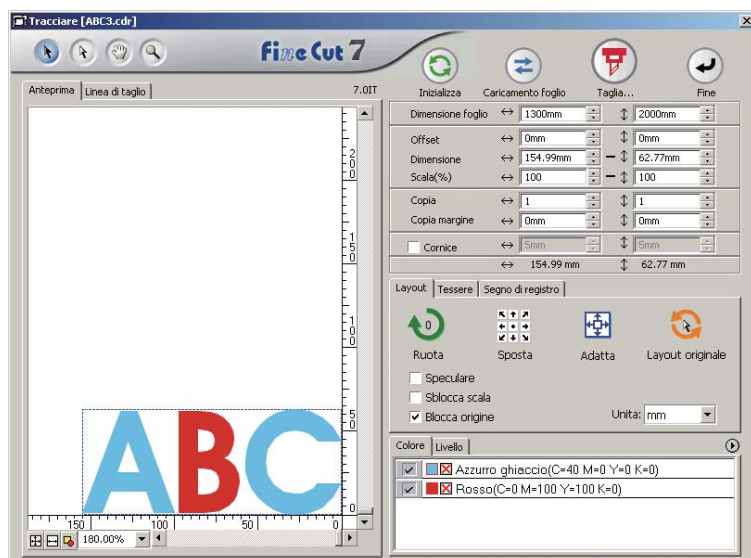 Tracciare [ABC3.cdr]
Fine Cut 7
Inizializza Caricamento foglio Taglia... Fine
Anteprima Linea di taglio 7.0IT
Dimensione foglio 1300mm 2000mm
Offset 0mm 0mm
Dimensione 154.99mm 62.77mm
Scala(%) 100 100
Copia 1 1
Copia margine 0mm 0mm
Cornice 5mm 5mm
154.99 mm 62.77 mm
Layout Tessere Segno di registro
0
Ruota Sposta Adatta Layout originale
Speculare
Sblocca scala
Blocca origine Unita: mm
Colore Livello
Azzurro ghiaccio(C=40 M=0 Y=0 K=0)
Rosso(C=0 M=100 Y=100 K=0)
200
150
100
50
0
ABC
150 100 50 0
180.00%